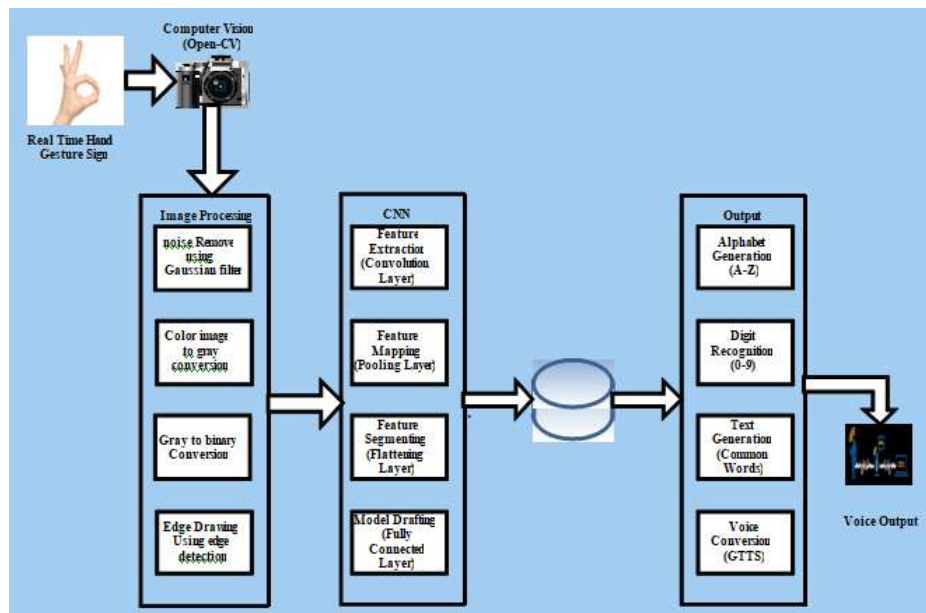 Computer Vision
(Open-CV)
Real Time Hand
Gesture Sign
Image Processing
noise Remove
using
Gaussian filter
Color image
to gray
conversion
Gray to binary
Conversion
Edge Drawing
Using edge
detection
CNN
Feature
Extraction
(Convolution
Layer)
Feature
Mapping
(Pooling Layer)
Feature
Segmenting
(Flattening
Layer)
Model Drafting
(Fully
Connected
Layer)
Output
Alphabet
Generation
(A-Z)
Digit
Recognition
(0-9)
Text
Generation
(Common
Words)
Voice
Conversion
(GTTS)
Voice Output